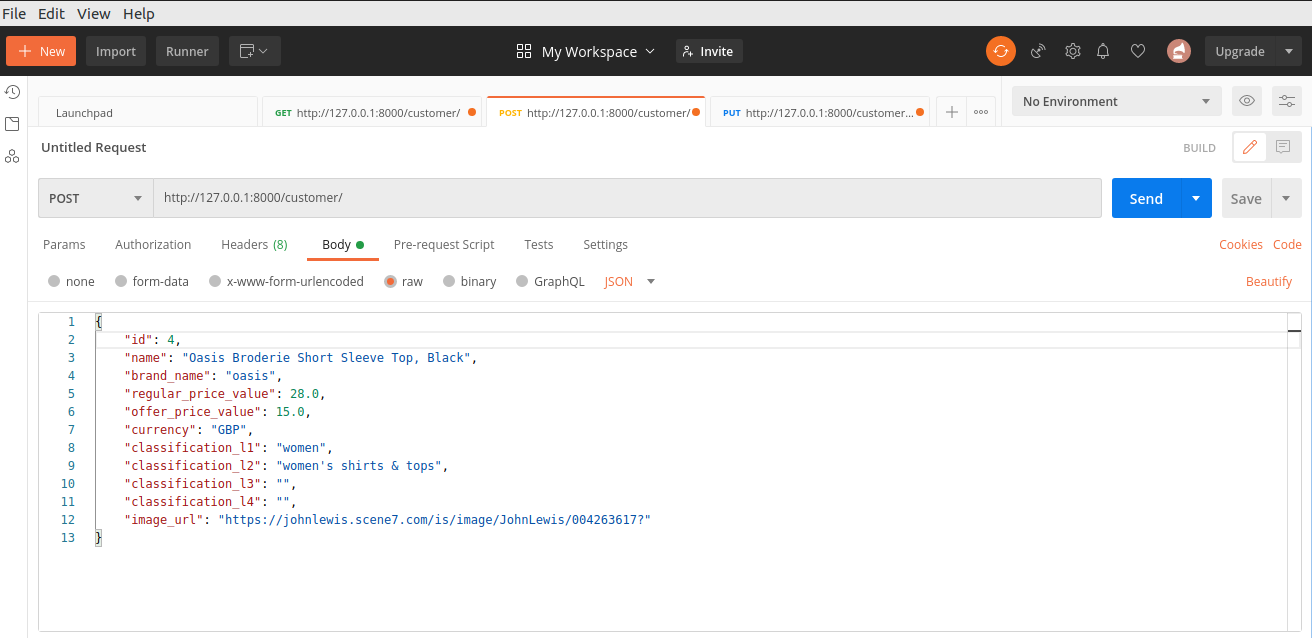 File Edit View Help
New Import Runner My Workspace Invite Upgrade
Launchpad GET http://127.0.0.1:8000/customer/ POST http://127.0.0.1:8000/customer/ PUT http://127.0.0.1:8000/customer... No Environment
Untitled Request BUILD
POST http://127.0.0.1:8000/customer/ Send Save
Params Authorization Headers (8) Body Pre-request Script Tests Settings Cookies Code
none form-data x-www-form-urlencoded raw binary GraphQL JSON Beautify
1 {
2 "id": 4,
3 "name": "Oasis Broderie Short Sleeve Top, Black",
4 "brand_name": "oasis",
5 "regular_price_value": 28.0,
6 "offer_price_value": 15.0,
7 "currency": "GBP",
8 "classification_l1": "women",
9 "classification_l2": "women's shirts & tops",
10 "classification_l3": "",
11 "classification_l4": "",
12 "image_url": "https://johnlewis.scene7.com/is/image/JohnLewis/004263617?"
13 }